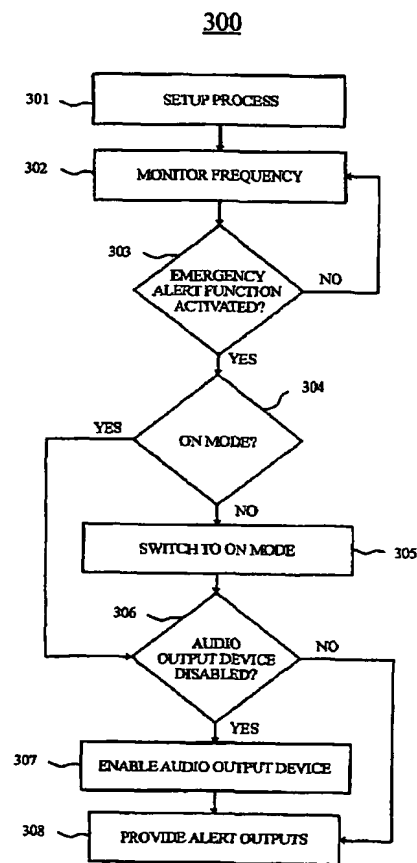 300
301
SETUP PROCESS
302
MONITOR FREQUENCY
303
EMERGENCY
ALERT FUNCTION
ACTIVATED?
NO
YES
304
YES
ON MODE?
NO
SWITCH TO ON MODE
305
306
AUDIO
OUTPUT DEVICE
DISABLED?
NO
YES
307
ENABLE AUDIO OUTPUT DEVICE
308
PROVIDE ALERT OUTPUTS